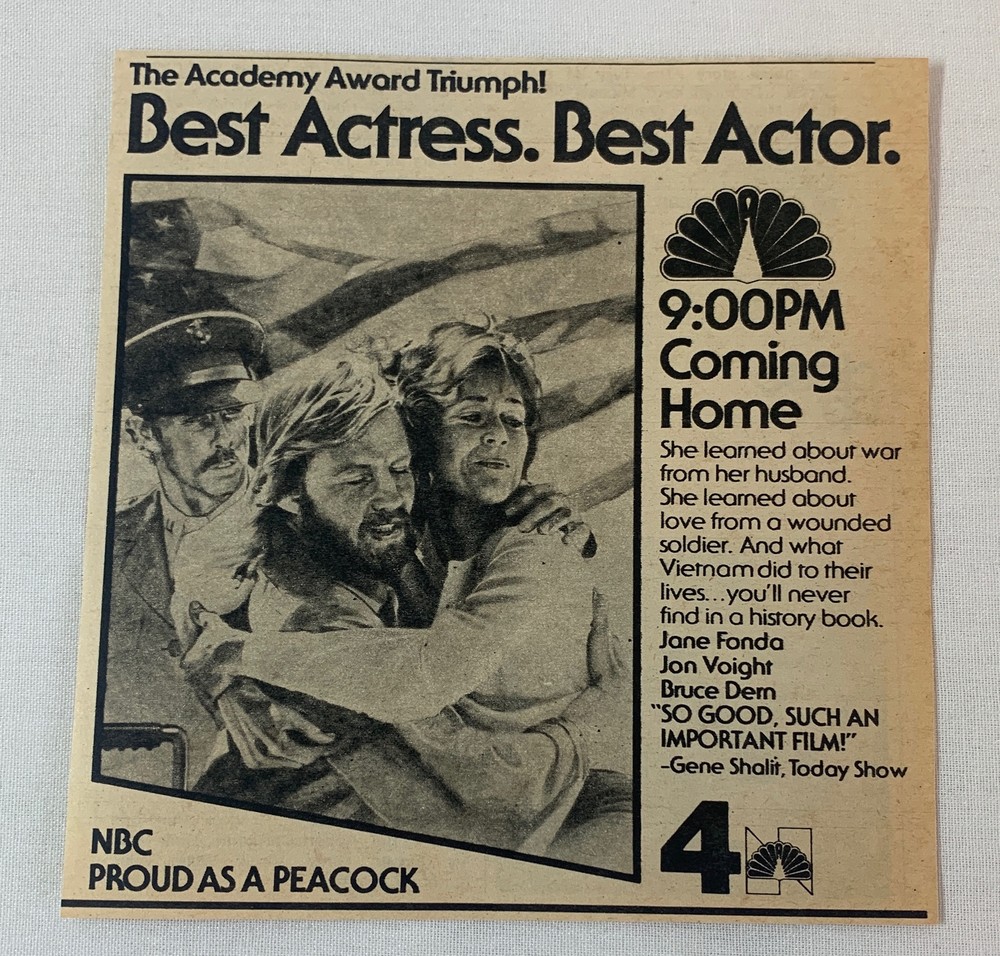 The Academy Award Triumph!
Best Actress. Best Actor.
9:00PM
Coming
Home
She learned about war
from her husband.
She learned about
love from a wounded
soldier. And what
Vietnam did to their
lives...you'll never
find in a history book.
Jane Fonda
Jon Voight
Bruce Dern
"SO GOOD, SUCH AN
IMPORTANT FILM!"
-Gene Shalit, Today Show
4
NBC
PROUD AS A PEACOCK